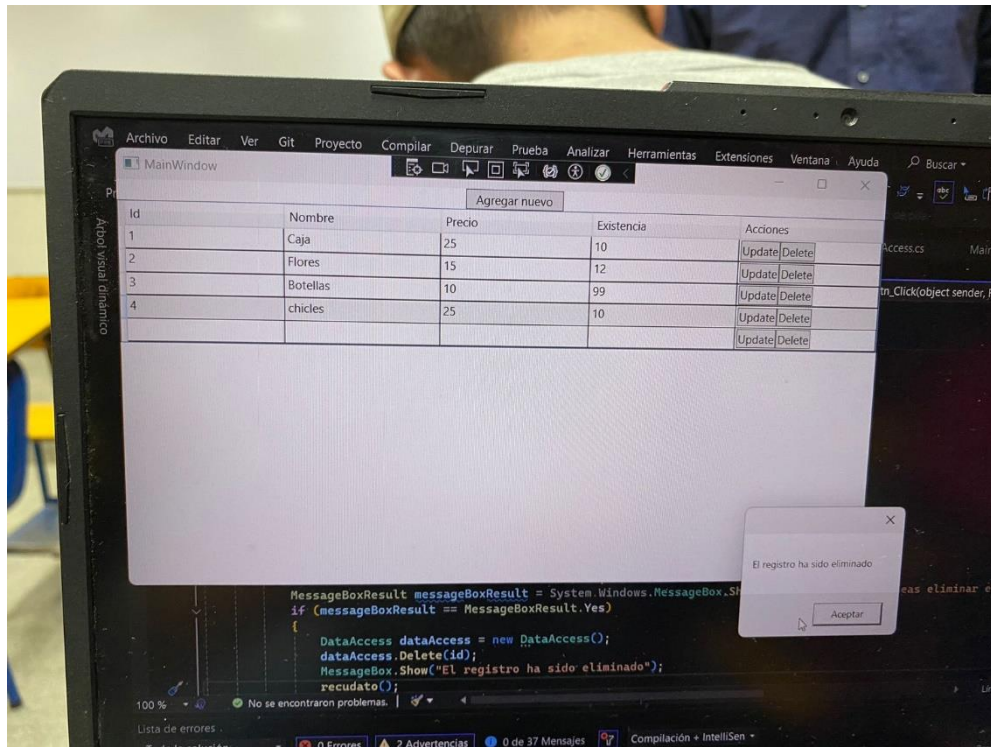 Archivo Editar Ver Git Proyecto Compilar Depurar Prueba Analizar Herramientas Extensiones Ventana Ayuda Buscar
MainWindow
Agregar nuevo
Id Nombre Precio Existencia Acciones
1 Caja 25 10 Update Delete
2 Flores 15 12 Update Delete
3 Botellas 10 99 Update Delete
4 chicles 25 10 Update Delete
Update Delete
Árbol visual dinámico
Access.cs
tn_Click(object sender,
El registro ha sido eliminado
Aceptar
MessageBoxResult messageBoxResult = System.Windows.MessageBox.Sh
eas eliminar e
if (messageBoxResult == MessageBoxResult.Yes)
{
DataAccess dataAccess = new DataAccess();
dataAccess.Delete(id);
MessageBox.Show("El registro ha sido eliminado");
recudato();
100 % No se encontraron problemas.
Lista de errores
0 Errores 2 Advertencias 0 de 37 Mensajes Compilación + IntelliSen